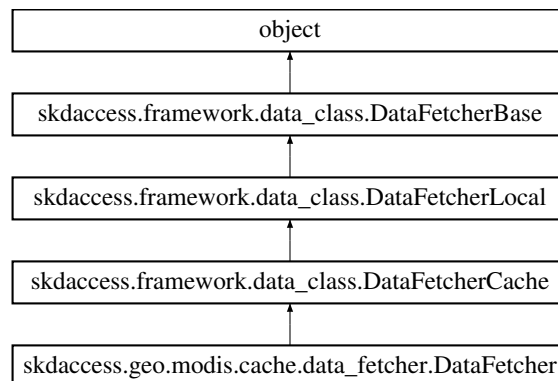 object
skdaccess.framework.data_class.DataFetcherBase
skdaccess.framework.data_class.DataFetcherLocal
skdaccess.framework.data_class.DataFetcherCache
skdaccess.geo.modis.cache.data_fetcher.DataFetcher